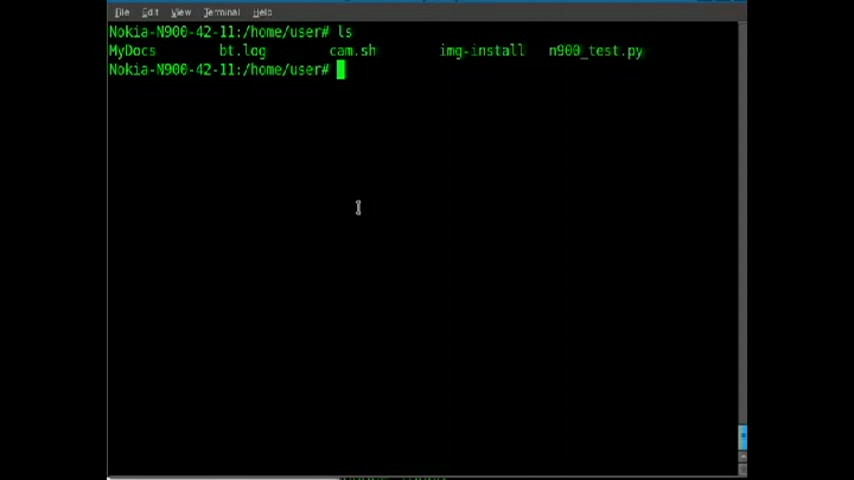 File Edit View Terminal Help
Nokia-N900-42-11:/home/user# ls
MyDocs bt.log cam.sh img-install n900_test.py
Nokia-N900-42-11:/home/user#